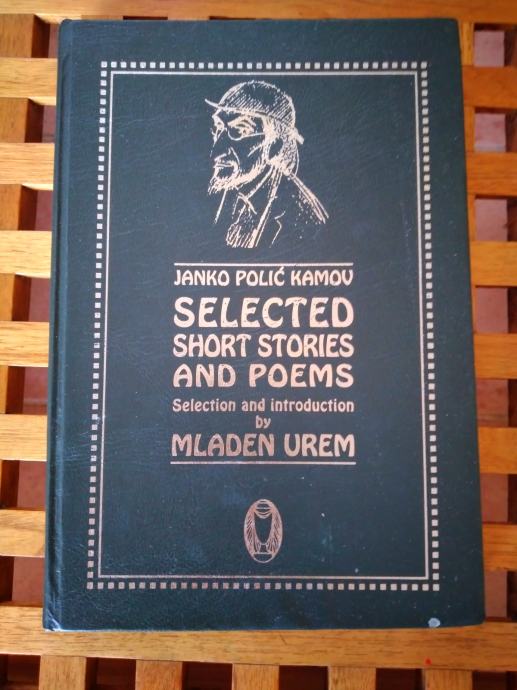 JANKO POLIĆ KAMOV
SELECTED
SHORT STORIES
AND POEMS
Selection and introduction
by
MLADEN UREM